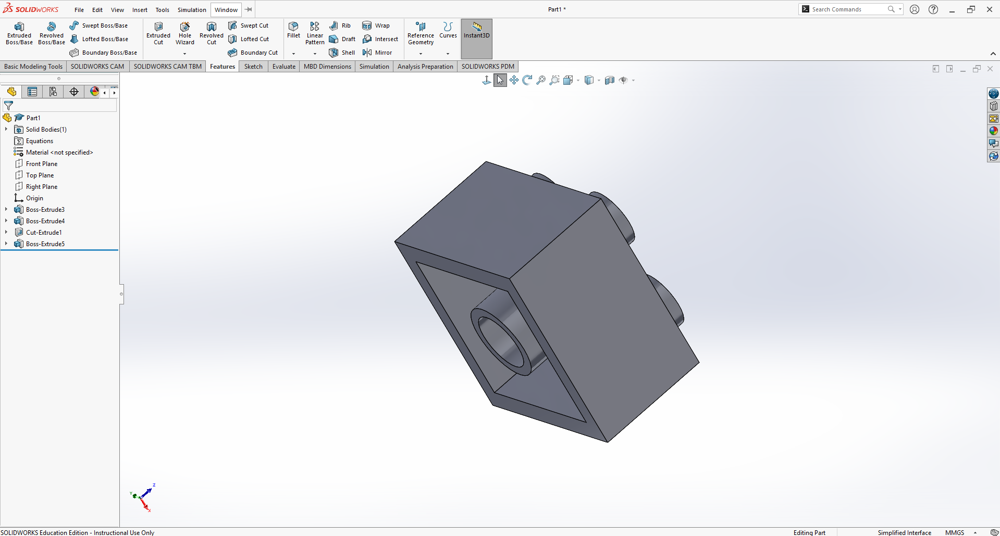 SOLIDWORKS File Edit View Insert Tools Simulation Window Part1 * Search Commands
Extruded Boss/Base
Revolved Boss/Base
Swept Boss/Base
Lofted Boss/Base
Boundary Boss/Base
Extruded Cut
Hole Wizard
Revolved Cut
Swept Cut
Lofted Cut
Boundary Cut
Fillet
Linear Pattern
Rib
Draft
Shell
Wrap
Intersect
Mirror
Reference Geometry
Curves
Instant3D
Basic Modeling Tools SOLIDWORKS CAM SOLIDWORKS CAM TBM Features Sketch Evaluate MBD Dimensions Simulation Analysis Preparation SOLIDWORKS PDM
Part1
Solid Bodies(1)
Equations
Material <not specified>
Front Plane
Top Plane
Right Plane
Origin
Boss-Extrude3
Boss-Extrude4
Cut-Extrude1
Boss-Extrude5
Z
Y
X
SOLIDWORKS Education Edition - Instructional Use Only Editing Part Simplified Interface MMGS